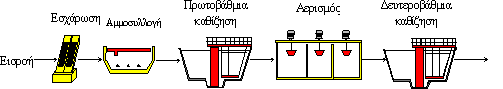 Εισροή
Εσχάρωση
Αμμοσυλλογή
Πρωτοβάθμια
καθίζηση
Αερισμός
Δευτεροβάθμια
καθίζηση